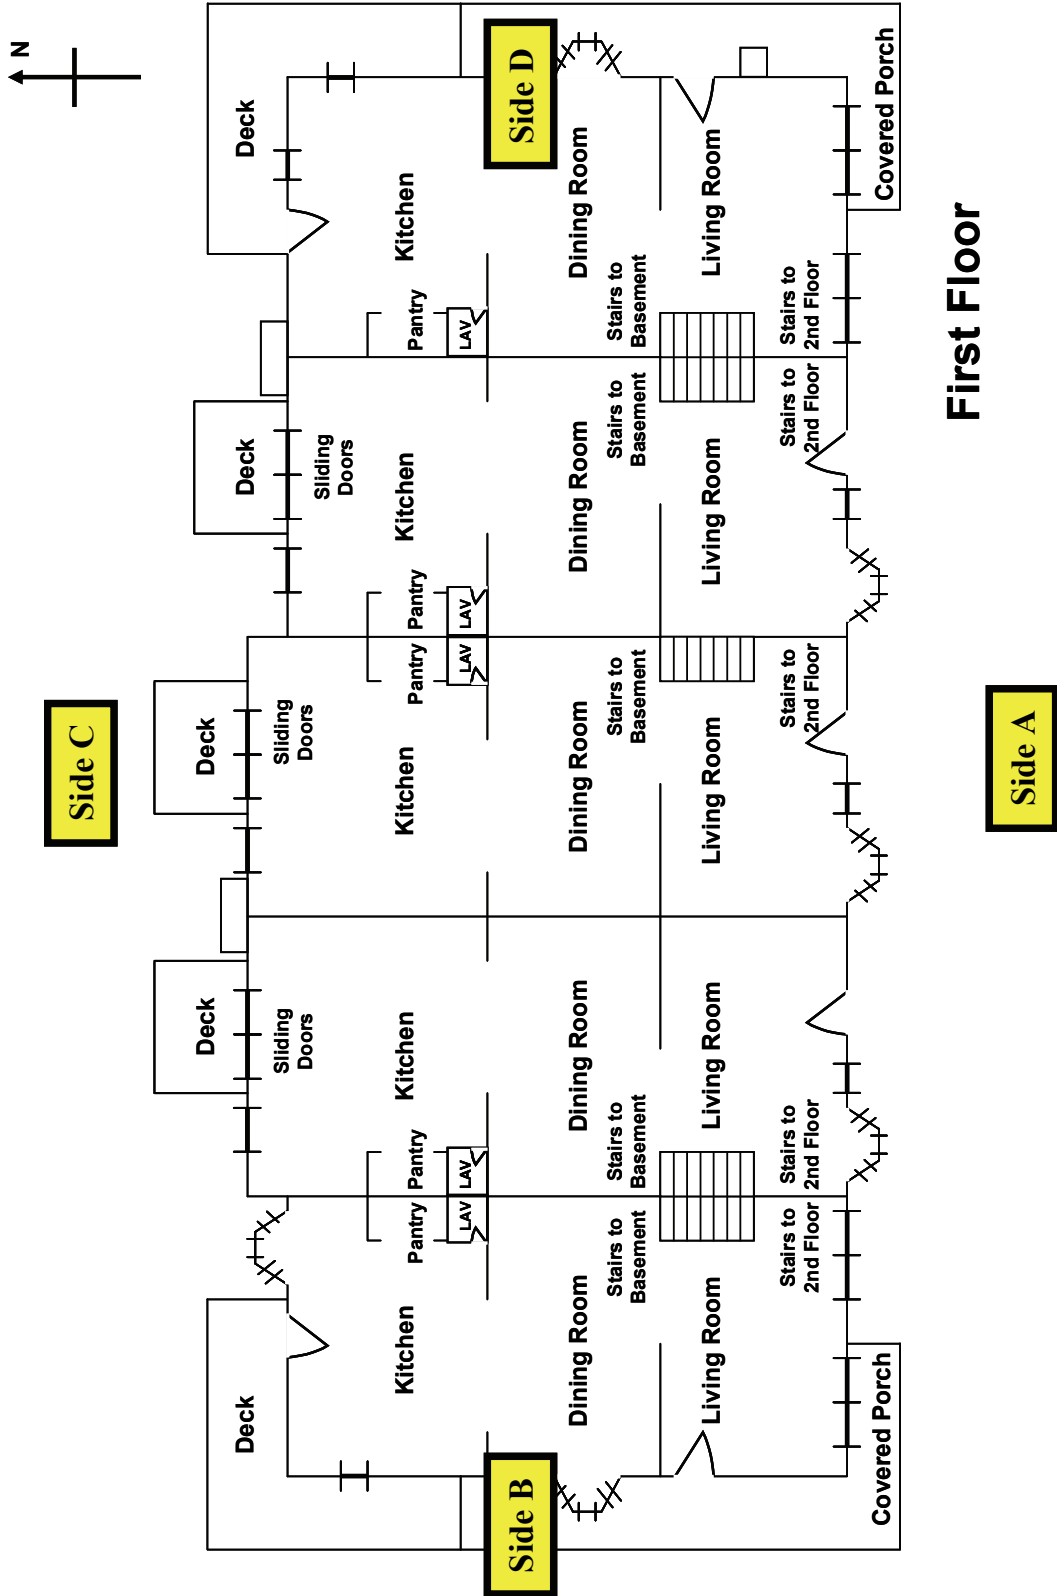 N
Side C
Deck
Deck
Deck
Deck
Deck
Sliding
Doors
Sliding
Doors
Sliding
Doors
Kitchen
Kitchen
Kitchen
Kitchen
Kitchen
Pantry
Pantry
Pantry
Pantry
Pantry
LAV
LAV
LAV
LAV
LAV
Side B
Side D
Dining Room
Dining Room
Dining Room
Dining Room
Dining Room
Stairs to
Basement
Stairs to
Basement
Stairs to
Basement
Stairs to
Basement
Stairs to
Basement
Living Room
Living Room
Living Room
Living Room
Living Room
Stairs to
2nd Floor
Stairs to
2nd Floor
Stairs to
2nd Floor
Stairs to
2nd Floor
Stairs to
2nd Floor
Covered Porch
Covered Porch
First Floor
Side A